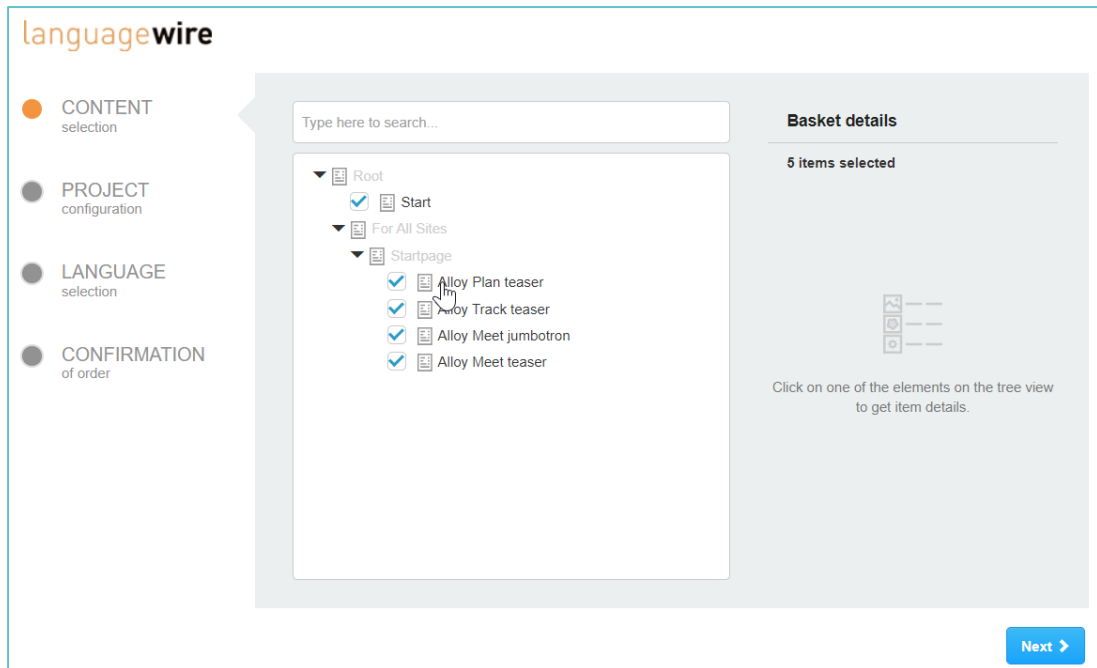 languagewire
CONTENT
selection
PROJECT
configuration
LANGUAGE
selection
CONFIRMATION
of order
Type here to search...
Root
Start
For All Sites
Startpage
Alloy Plan teaser
Alloy Track teaser
Alloy Meet jumbotron
Alloy Meet teaser
Basket details
5 items selected
Click on one of the elements on the tree view
to get item details.
Next